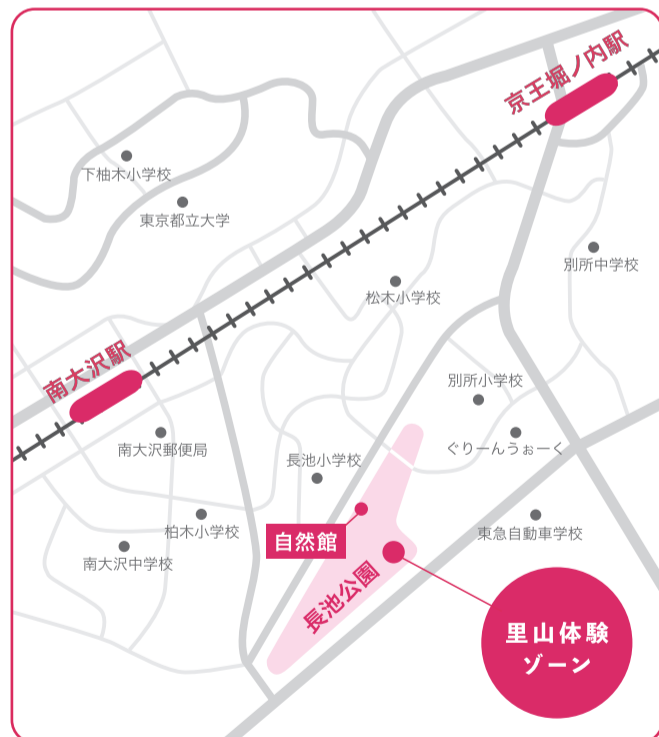 京王堀ノ内駅
下柚木小学校
東京都立大学
別所中学校
松木小学校
南大沢駅
別所小学校
南大沢郵便局
ぐりーんうぉーく
長池小学校
柏木小学校
東急自動車学校
自然館
南大沢中学校
長池公園
里山体験
ゾーン